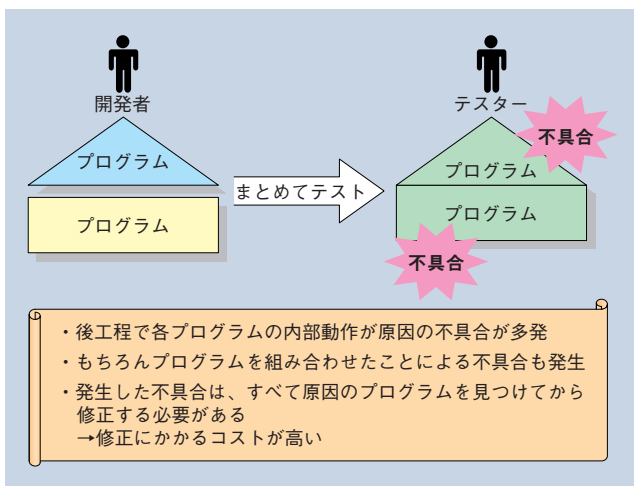 開発者
テスター
不具合
プログラム
プログラム
まとめてテスト
プログラム
プログラム
不具合
・後工程で各プログラムの内部動作が原因の不具合が多発
・もちろんプログラムを組み合わせたことによる不具合も発生
・発生した不具合は、すべて原因のプログラムを見つけてから
修正する必要がある
→修正にかかるコストが高い